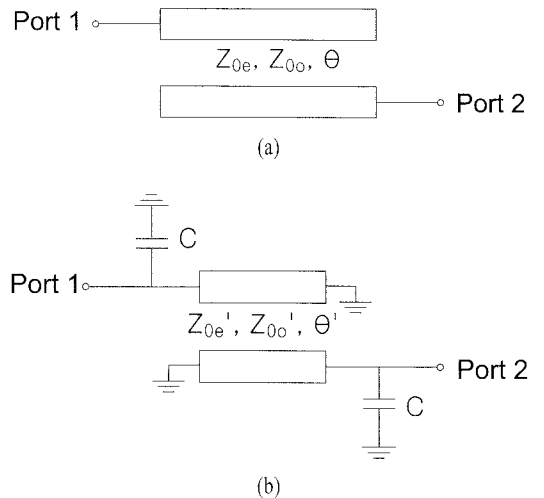 Port 1
Z0e, Z0o, Θ
Port 2
(a)
C
Port 1
Z0e', Z0o', Θ'
Port 2
C
(b)